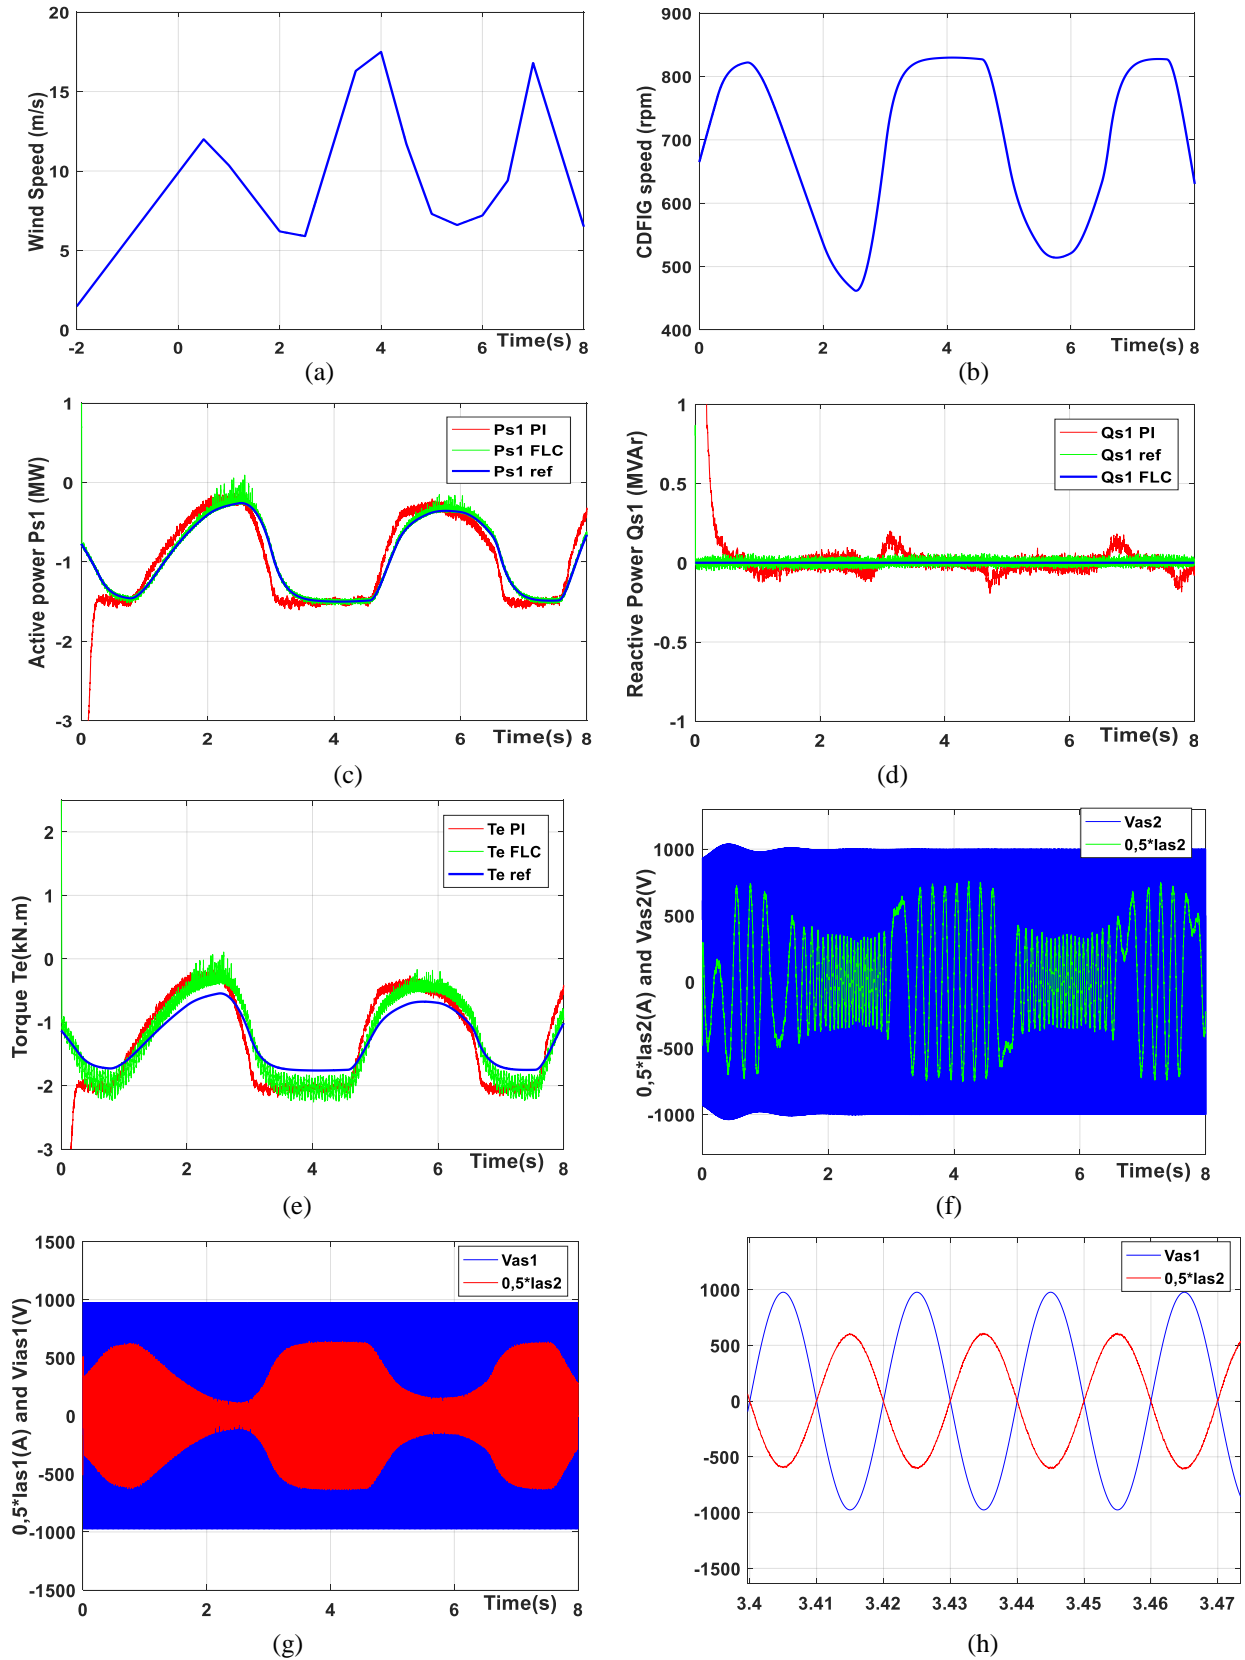 20
15
10
5
0
Wind Speed (m/s)
-2 0 2 4 6 8
Time(s)
(a)
900
800
700
600
500
400
CDFIG speed (rpm)
0 2 4 6 8
Time(s)
(b)
1
0
-1
-2
-3
Active power Ps1 (MW)
Ps1 PI
Ps1 FLC
Ps1 ref
0 2 4 6 8
Time(s)
(c)
1
0.5
0
-0.5
-1
Reactive Power Qs1 (MVAr)
Qs1 PI
Qs1 ref
Qs1 FLC
0 2 4 6 8
Time(s)
(d)
2
1
0
-1
-2
-3
Torque Te(kN.m)
Te PI
Te FLC
Te ref
0 2 4 6 8
Time(s)
(e)
1000
500
0
-500
-1000
0,5*Ias2(A) and Vas2(V)
Vas2
0,5*Ias2
0 2 4 6 8
Time(s)
(f)
1500
1000
500
0
-500
-1000
-1500
0,5*Ias1(A) and Vias1(V)
Vas1
0,5*Ias2
0 2 4 6 8
Time(s)
(g)
1000
500
0
-500
-1000
-1500
Vas1
0,5*Ias2
3.4 3.41 3.42 3.43 3.44 3.45 3.46 3.47
(h)